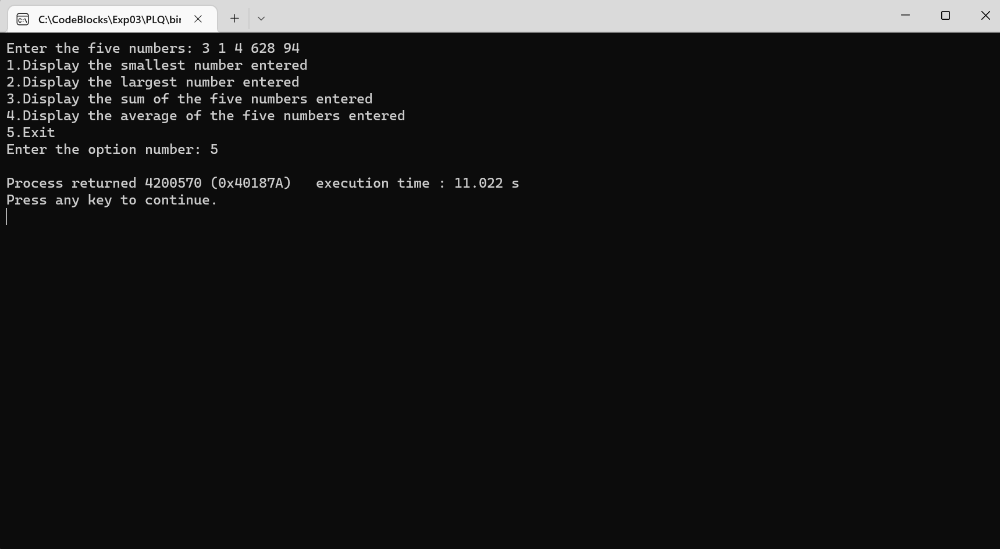 C:\CodeBlocks\Exp03\PLQ\bin
Enter the five numbers: 3 1 4 628 94
1.Display the smallest number entered
2.Display the largest number entered
3.Display the sum of the five numbers entered
4.Display the average of the five numbers entered
5.Exit
Enter the option number: 5
Process returned 4200570 (0x40187A)   execution time : 11.022 s
Press any key to continue.